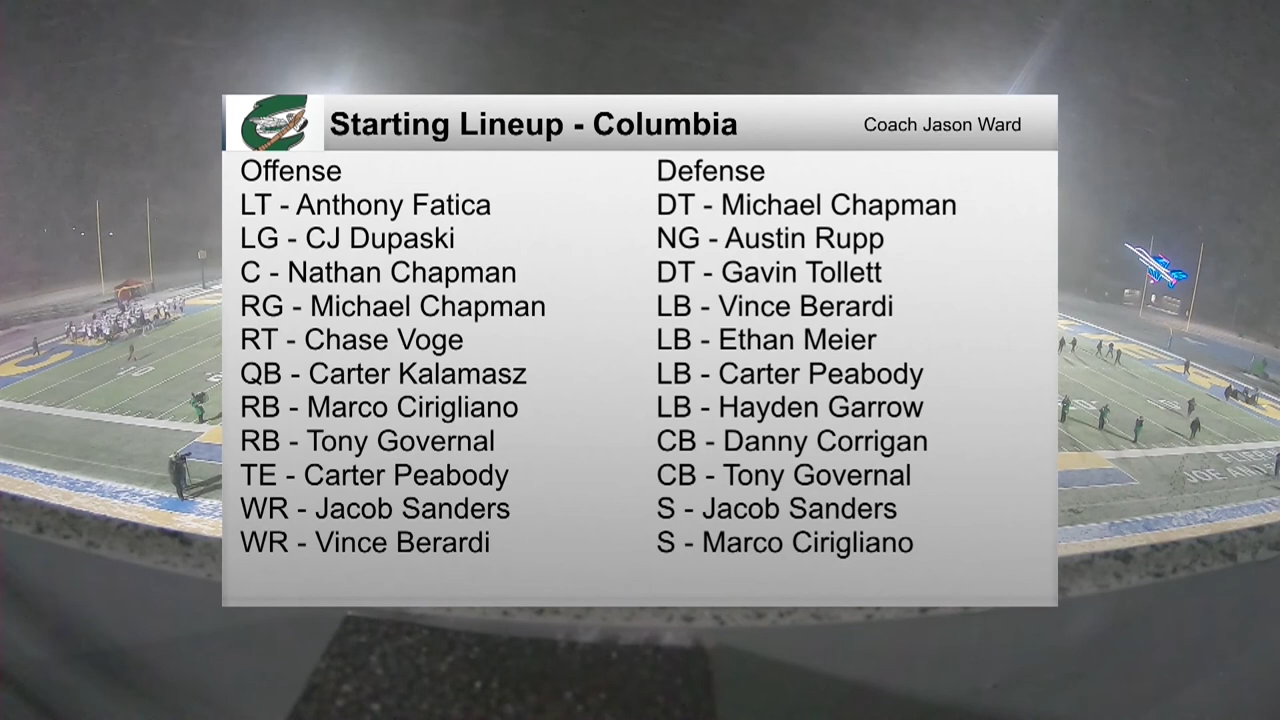 Starting Lineup - Columbia
Coach Jason Ward
Offense
LT - Anthony Fatica
LG - CJ Dupaski
C - Nathan Chapman
RG - Michael Chapman
RT - Chase Voge
QB - Carter Kalamasz
RB - Marco Cirigliano
RB - Tony Governal
TE - Carter Peabody
WR - Jacob Sanders
WR - Vince Berardi
Defense
DT - Michael Chapman
NG - Austin Rupp
DT - Gavin Tollett
LB - Vince Berardi
LB - Ethan Meier
LB - Carter Peabody
LB - Hayden Garrow
CB - Danny Corrigan
CB - Tony Governal
S - Jacob Sanders
S - Marco Cirigliano